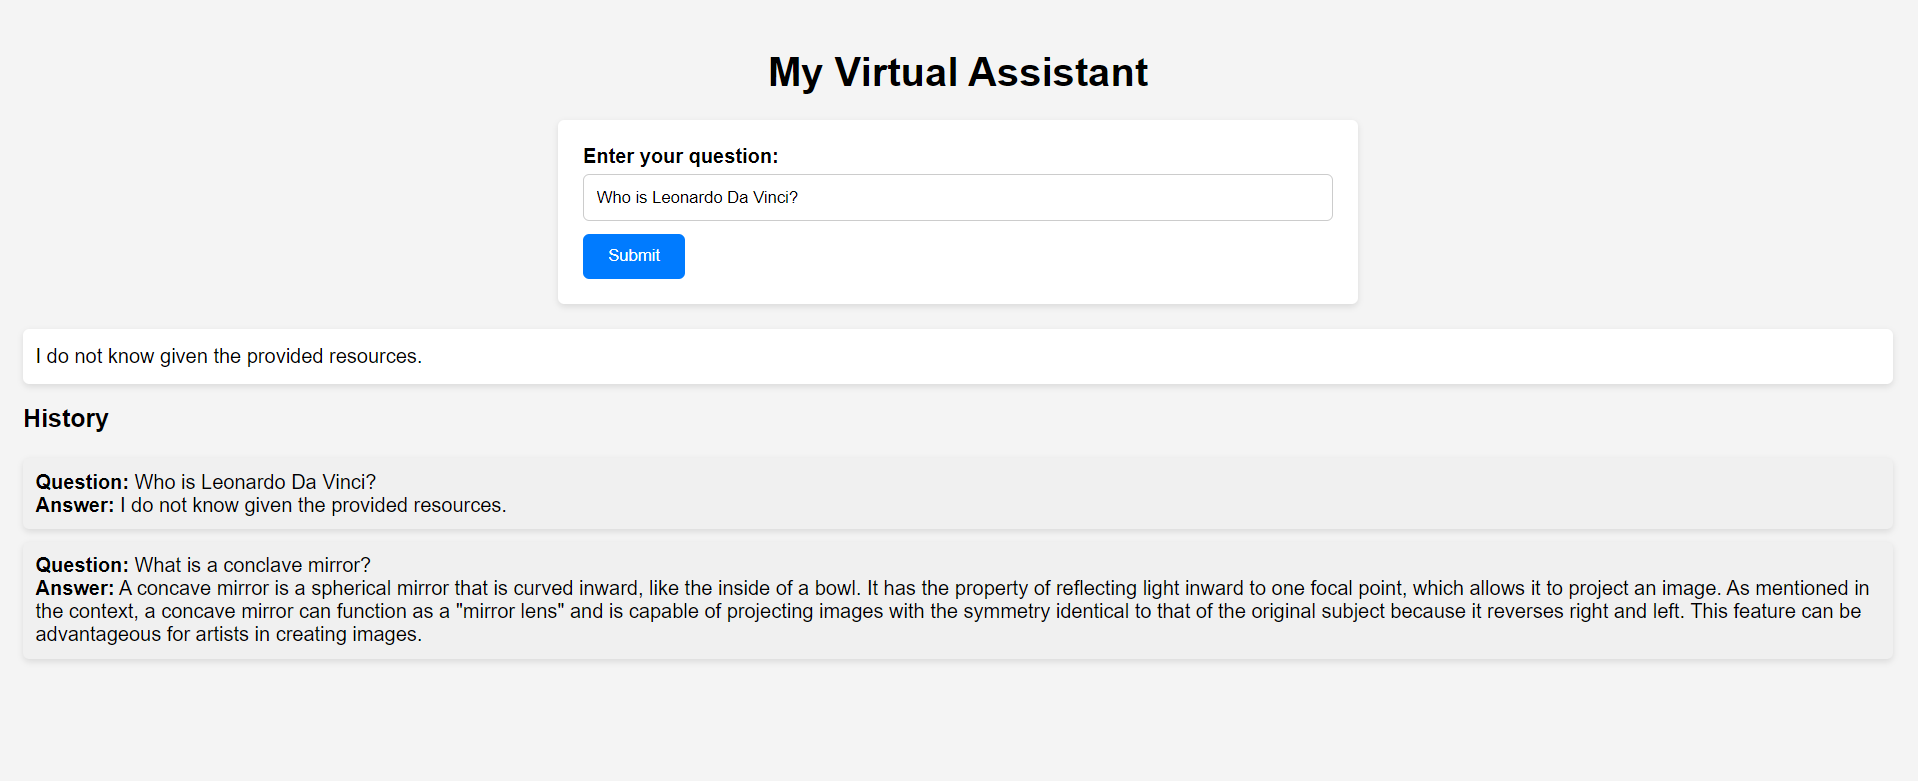 My Virtual Assistant
Enter your question:
Who is Leonardo Da Vinci?
Submit
I do not know given the provided resources.
History
Question: Who is Leonardo Da Vinci?
Answer: I do not know given the provided resources.
Question: What is a conclave mirror?
Answer: A concave mirror is a spherical mirror that is curved inward, like the inside of a bowl. It has the property of reflecting light inward to one focal point, which allows it to project an image. As mentioned in
the context, a concave mirror can function as a "mirror lens" and is capable of projecting images with the symmetry identical to that of the original subject because it reverses right and left. This feature can be
advantageous for artists in creating images.